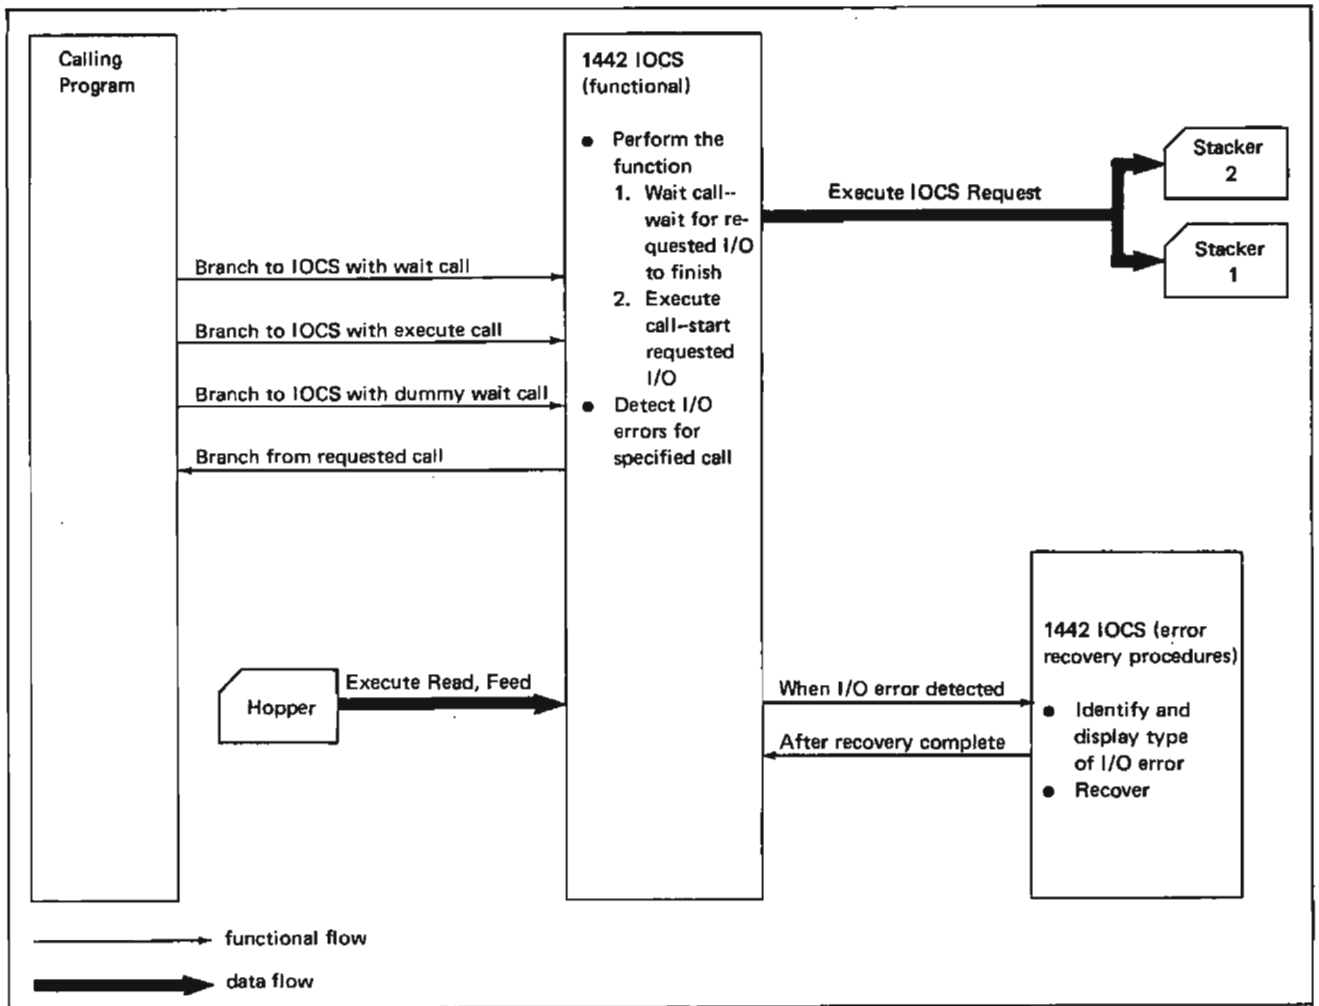 Calling
Program
1442 IOCS
(functional)
● Perform the
function
1. Wait call--
wait for re-
quested I/O
to finish
2. Execute
call--start
requested
I/O
● Detect I/O
errors for
specified call
Branch to IOCS with wait call
Branch to IOCS with execute call
Branch to IOCS with dummy wait call
Branch from requested call
Execute IOCS Request
Stacker
2
Stacker
1
Hopper
Execute Read, Feed
When I/O error detected
After recovery complete
1442 IOCS (error
recovery procedures)
● Identify and
display type
of I/O error
● Recover
functional flow
data flow